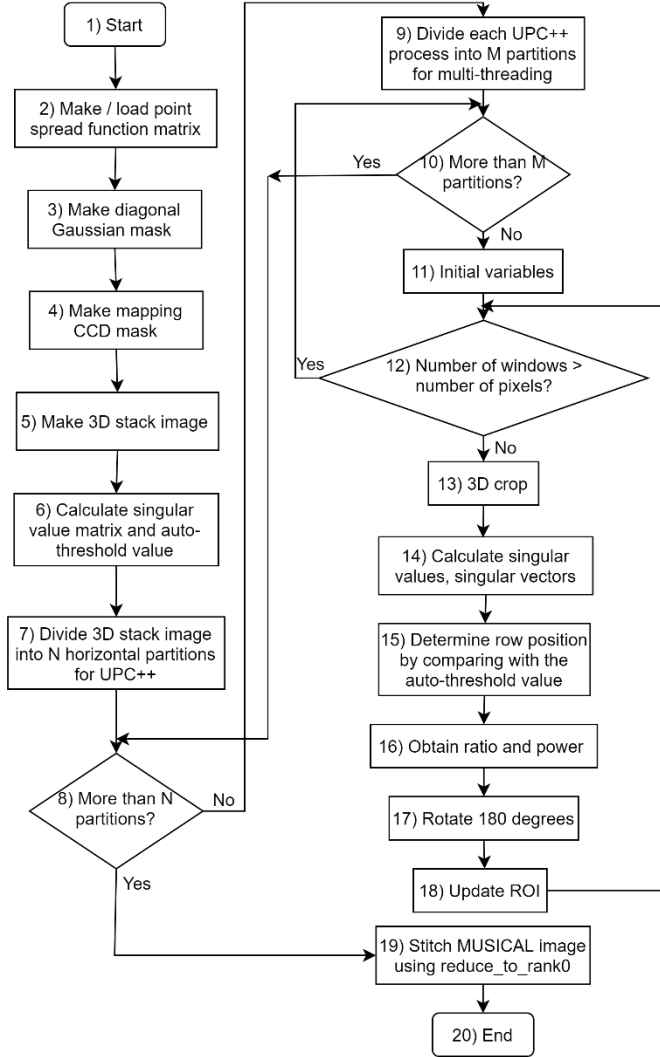 1) Start
2) Make / load point
spread function matrix
3) Make diagonal
Gaussian mask
4) Make mapping
CCD mask
5) Make 3D stack image
6) Calculate singular
value matrix and auto-
threshold value
7) Divide 3D stack image
into N horizontal partitions
for UPC++
8) More than N
partitions?
No
Yes
9) Divide each UPC++
process into M partitions
for multi-threading
Yes
10) More than M
partitions?
No
11) Initial variables
12) Number of windows >
number of pixels?
Yes
No
13) 3D crop
14) Calculate singular
values, singular vectors
15) Determine row position
by comparing with the
auto-threshold value
16) Obtain ratio and power
17) Rotate 180 degrees
18) Update ROI
19) Stitch MUSICAL image
using reduce_to_rank0
20) End